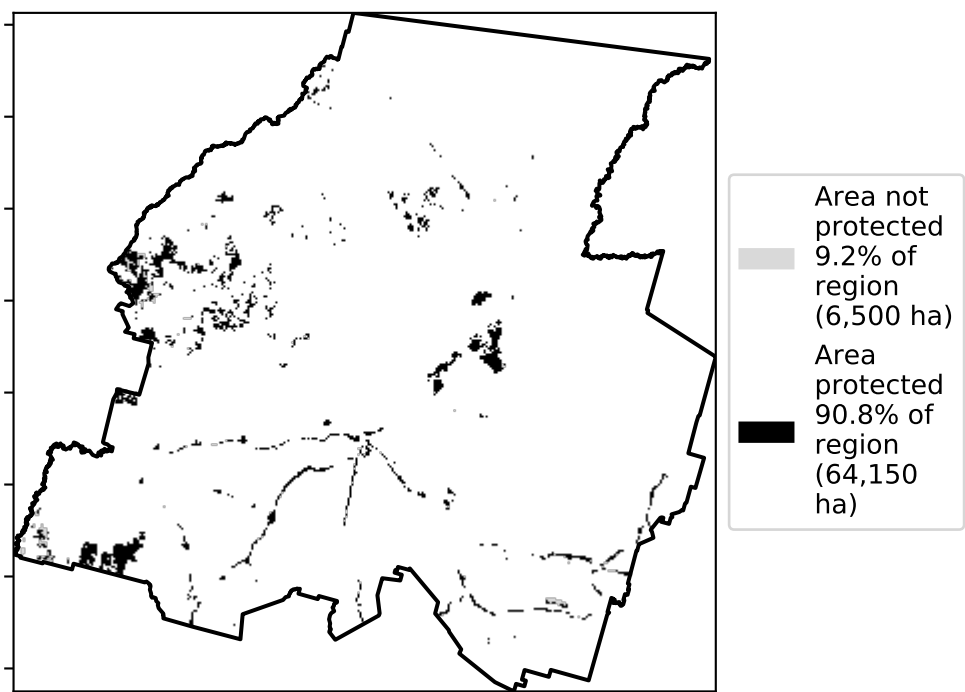 Area not
protected
9.2% of
region
(6,500 ha)
Area
protected
90.8% of
region
(64,150
ha)